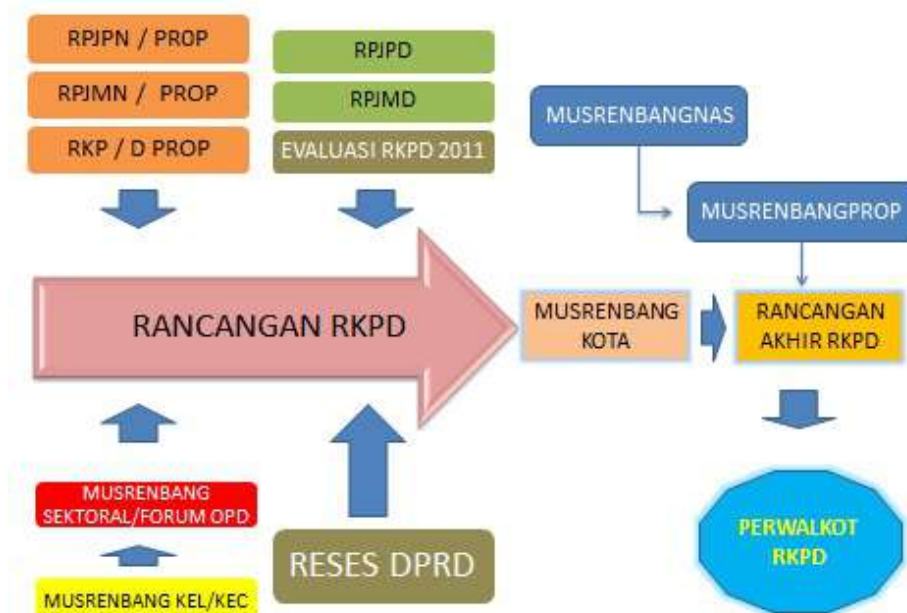 RPJPN / PROP
RPJMN / PROP
RKP / D PROP
RPJPD
RPJMD
EVALUASI RKPD 2011
MUSRENBANGNAS
MUSRENBANGPROP
RANCANGAN RKPD
MUSRENBANG
KOTA
RANCANGAN
AKHIR RKPD
MUSRENBANG
SEKTORAL/FORUM OPD
MUSRENBANG KEL/KEC
RESES DPRD
PERWALKOT
RKPD